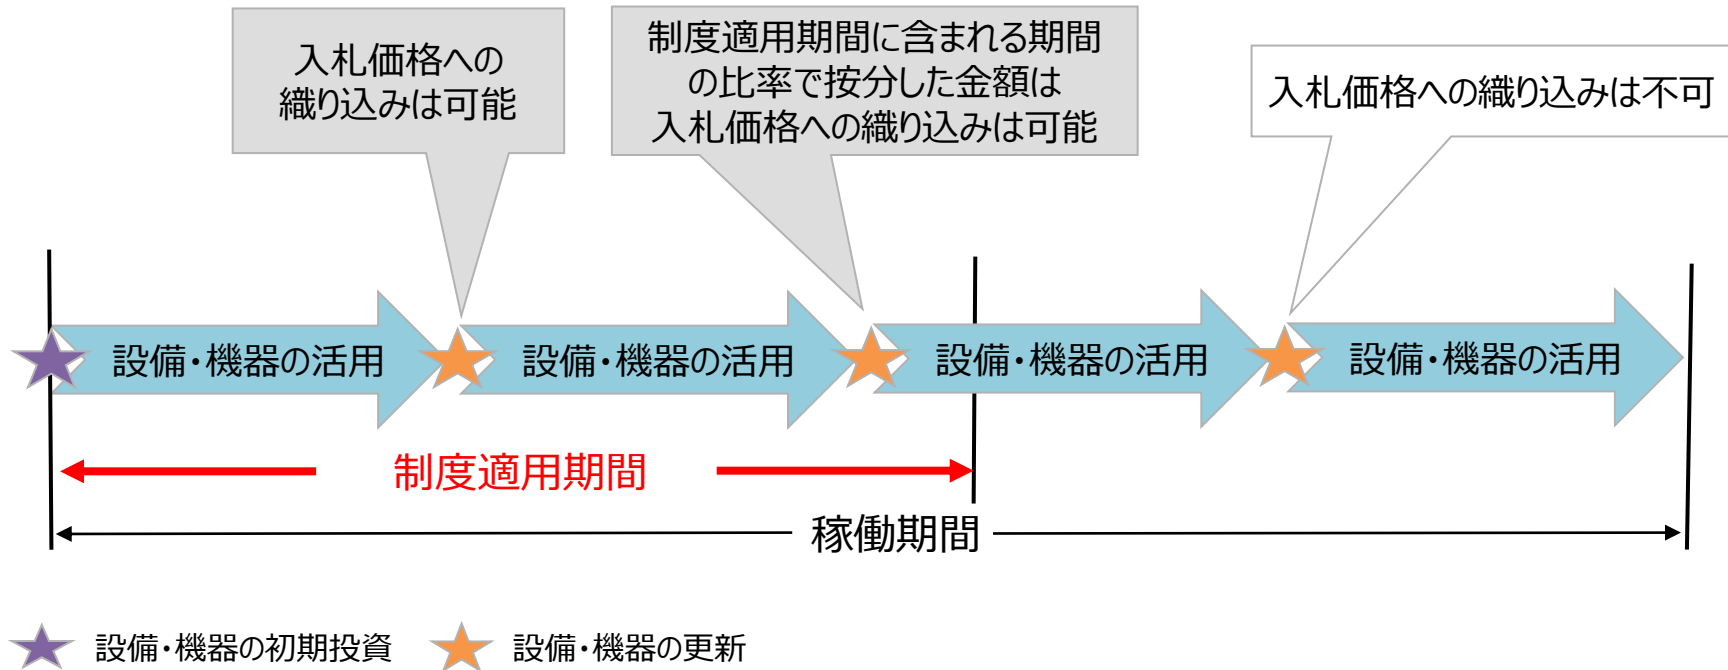 入札価格への
織り込みは可能
制度適用期間に含まれる期間
の比率で按分した金額は
入札価格への織り込みは可能
入札価格への織り込みは不可
設備・機器の活用
設備・機器の活用
設備・機器の活用
設備・機器の活用
制度適用期間
稼働期間
設備・機器の初期投資
設備・機器の更新